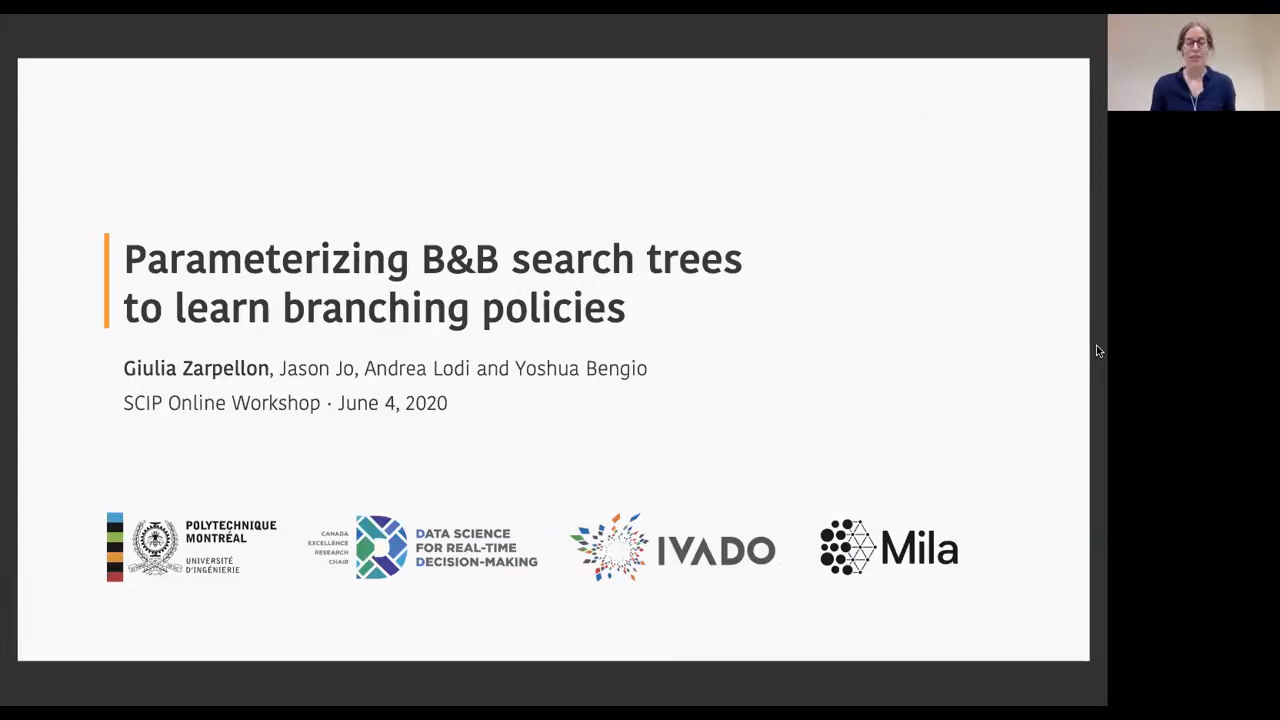 Parameterizing B&B search trees
to learn branching policies
Giulia Zarpellon, Jason Jo, Andrea Lodi and Yoshua Bengio
SCIP Online Workshop · June 4, 2020
POLYTECHNIQUE
MONTRÉAL
UNIVERSITÉ
D'INGÉNIERIE
CANADA
EXCELLENCE
RESEARCH
CHAIR
DATA SCIENCE
FOR REAL-TIME
DECISION-MAKING
IVADO
Mila